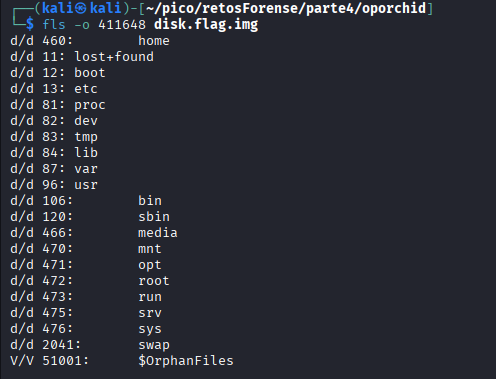 ┌──(kali㉿kali)-[~/pico/retosForense/parte4/oporchid]
└─$ fls -o 411648 disk.flag.img
d/d 460:        home
d/d 11: lost+found
d/d 12: boot
d/d 13: etc
d/d 81: proc
d/d 82: dev
d/d 83: tmp
d/d 84: lib
d/d 87: var
d/d 96: usr
d/d 106:        bin
d/d 120:        sbin
d/d 466:        media
d/d 470:        mnt
d/d 471:        opt
d/d 472:        root
d/d 473:        run
d/d 475:        srv
d/d 476:        sys
d/d 2041:       swap
V/V 51001:      $OrphanFiles